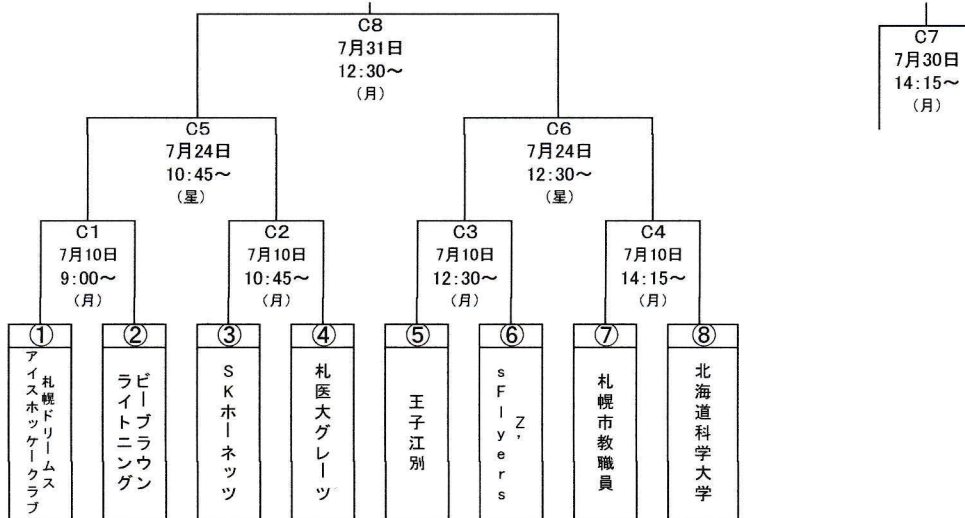 C8
7月31日
12:30～
（月）
C7
7月30日
14:15～
（月）
C5
7月24日
10:45～
（星）
C6
7月24日
12:30～
（星）
C1
7月10日
9:00～
（月）
C2
7月10日
10:45～
（月）
C3
7月10日
12:30～
（月）
C4
7月10日
14:15～
（月）
①
札幌ドリームス
アイスホッケークラブ
②
ビーブラウン
ライトニング
③
SKホーネッツ
④
札医大グレーツ
⑤
王子江別
⑥
Z’
sFlyers
⑦
札幌市教職員
⑧
北海道科学大学